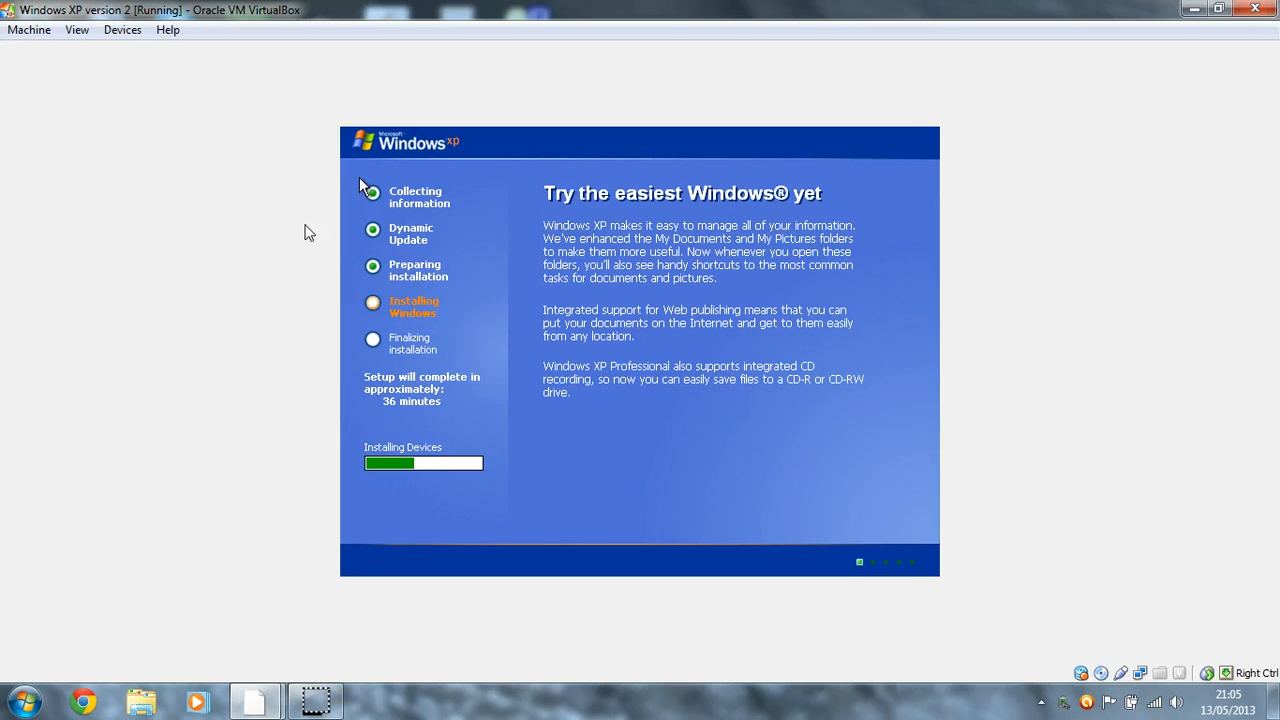 Windows XP version 2 [Running] - Oracle VM VirtualBox
Machine View Devices Help
Microsoft
Windows xp
Collecting
information
Dynamic
Update
Preparing
installation
Installing
Windows
Finalizing
installation
Setup will complete in
approximately:
36 minutes
Installing Devices
Try the easiest Windows® yet
Windows XP makes it easy to manage all of your information.
We've enhanced the My Documents and My Pictures folders
to make them more useful. Now whenever you open these
folders, you'll also see handy shortcuts to the most common
tasks for documents and pictures.
Integrated support for Web publishing means that you can
put your documents on the Internet and get to them easily
from any location.
Windows XP Professional also supports integrated CD
recording, so now you can easily save files to a CD-R or CD-RW
drive.
Right Ctrl
21:05
13/05/2013